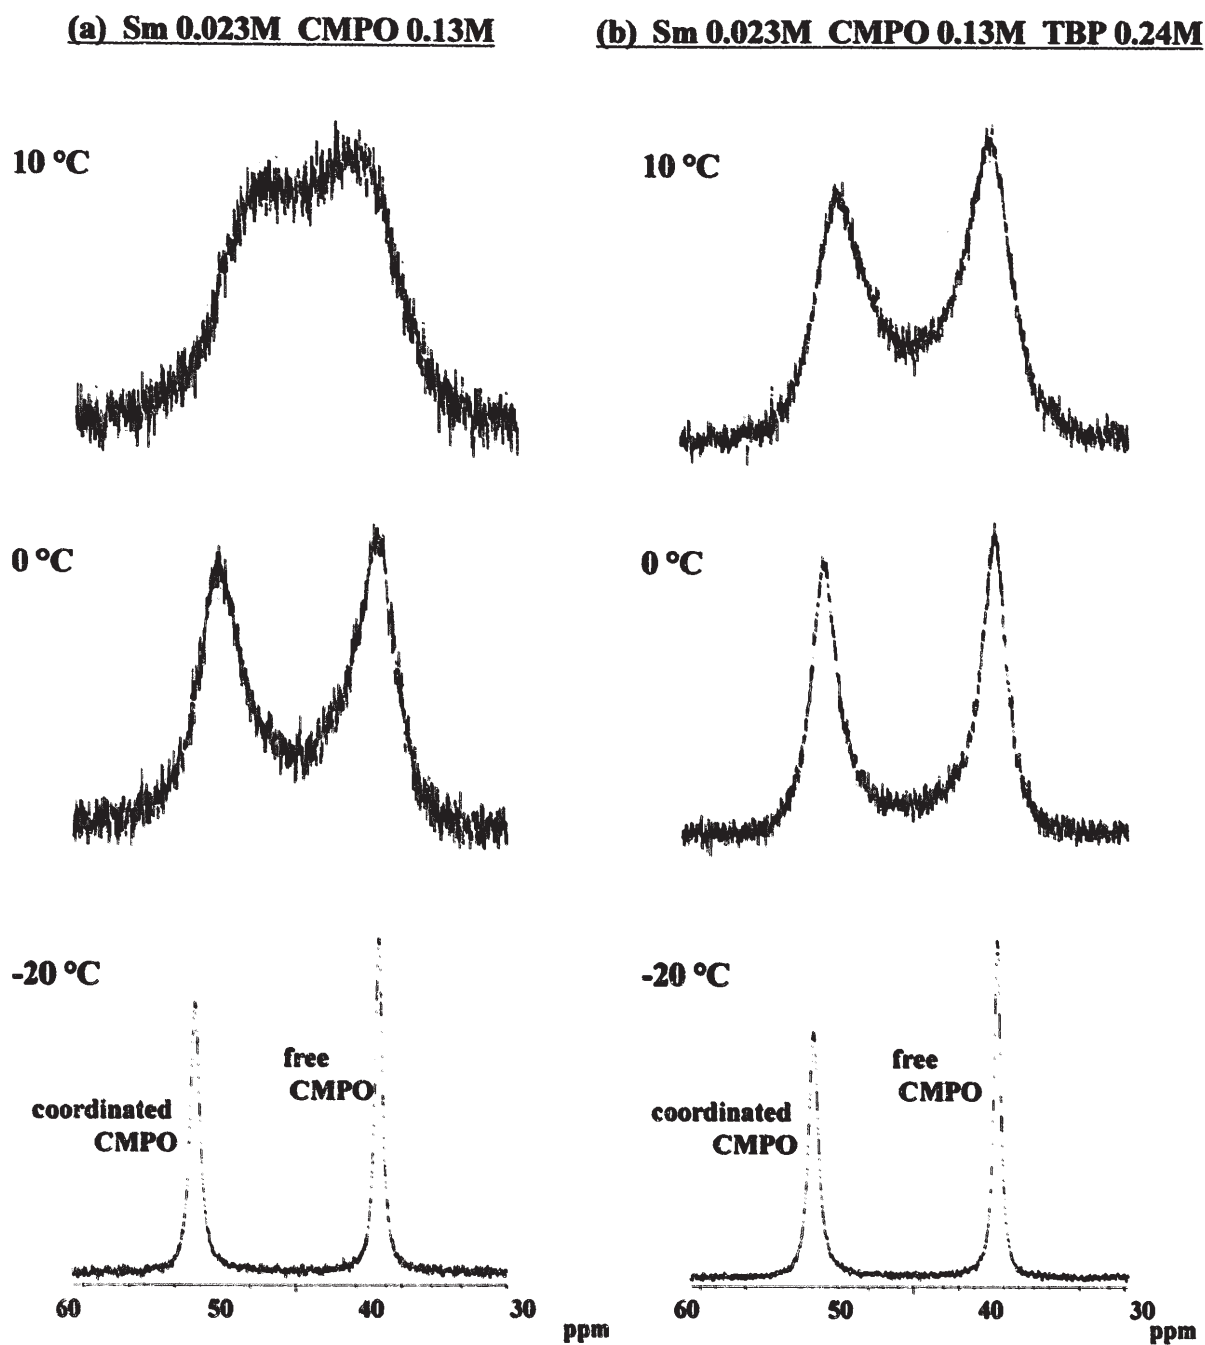 (a) Sm 0.023M CMPO 0.13M
10 °C
0 °C
-20 °C
free
CMPO
coordinated
CMPO
60 50 40 30
ppm
(b) Sm 0.023M CMPO 0.13M TBP 0.24M
10 °C
0 °C
-20 °C
free
CMPO
coordinated
CMPO
60 50 40 30
ppm